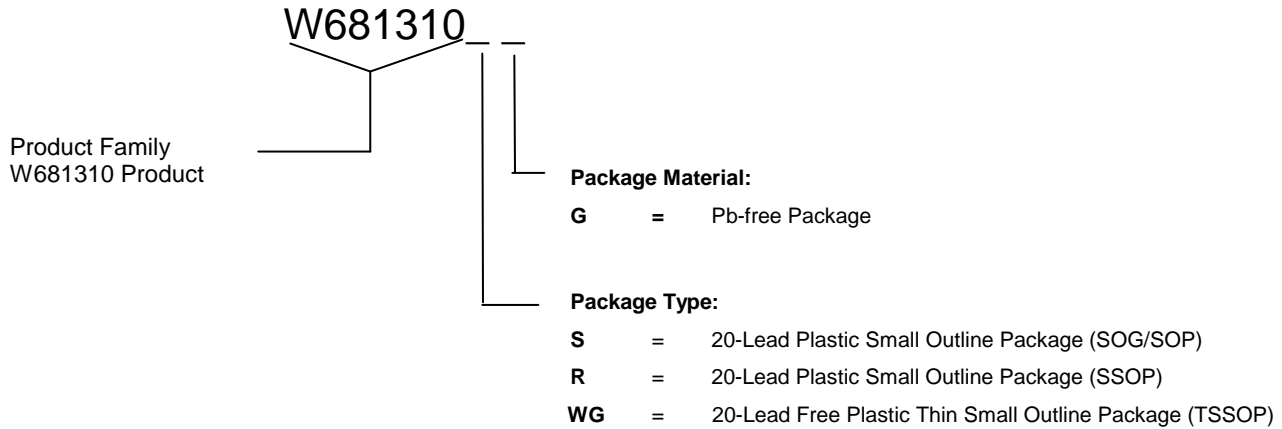 W681310_ _
Product Family
W681310 Product
Package Material:
G = Pb-free Package
Package Type:
S = 20-Lead Plastic Small Outline Package (SOG/SOP)
R = 20-Lead Plastic Small Outline Package (SSOP)
WG = 20-Lead Free Plastic Thin Small Outline Package (TSSOP)